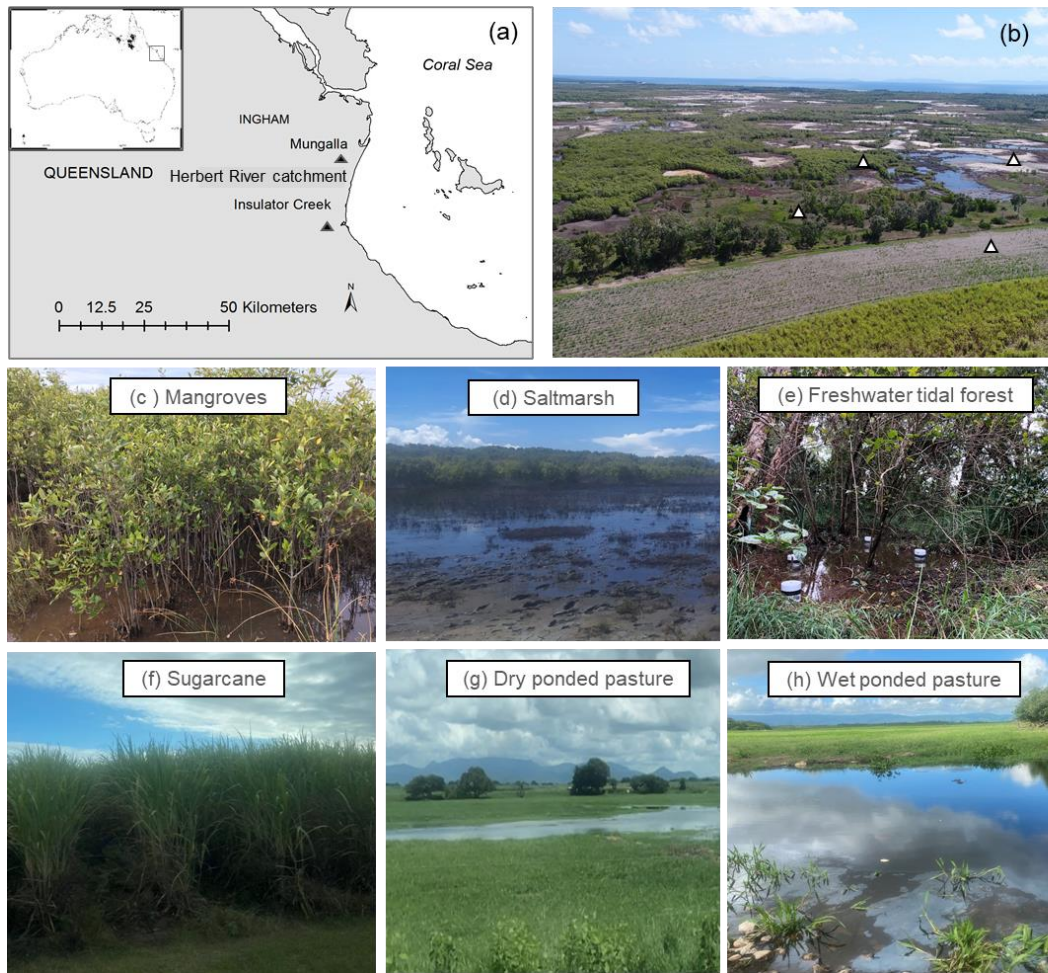 (a)
Coral Sea
INGHAM
Mungalla
QUEENSLAND
Herbert River catchment
Insulator Creek
N
0 12.5 25 50 Kilometers
(b)
(c ) Mangroves
(d) Saltmarsh
(e) Freshwater tidal forest
(f) Sugarcane
(g) Dry ponded pasture
(h) Wet ponded pasture